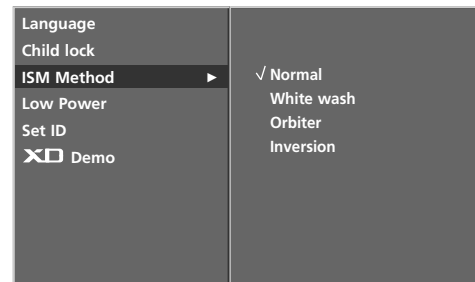 Language
Child lock
ISM Method ►
Low Power
Set ID
XD Demo
√ Normal
White wash
Orbiter
Inversion